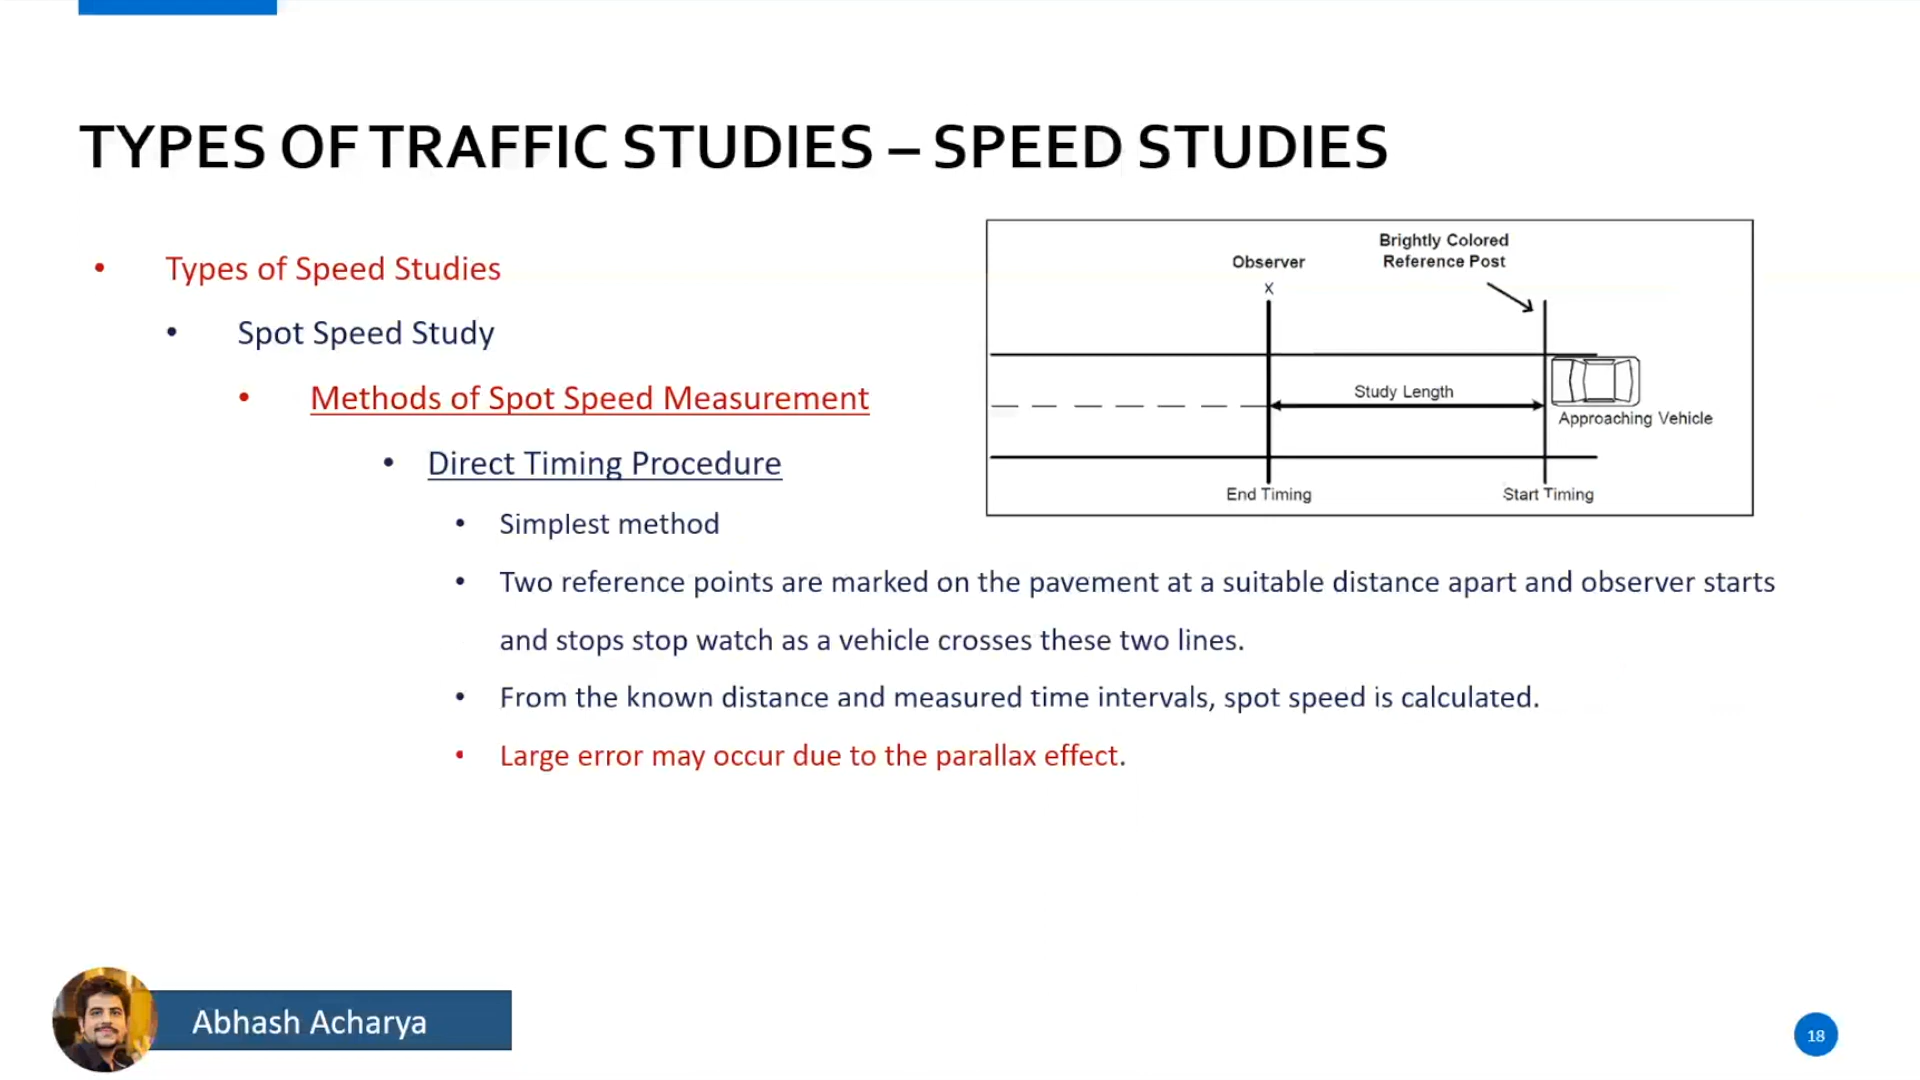 TYPES OF TRAFFIC STUDIES – SPEED STUDIES
• Types of Speed Studies
• Spot Speed Study
• Methods of Spot Speed Measurement
• Direct Timing Procedure
• Simplest method
• Two reference points are marked on the pavement at a suitable distance apart and observer starts
and stops stop watch as a vehicle crosses these two lines.
• From the known distance and measured time intervals, spot speed is calculated.
• Large error may occur due to the parallax effect.
Observer
X
Brightly Colored
Reference Post
Study Length
Approaching Vehicle
End Timing
Start Timing
Abhash Acharya
18